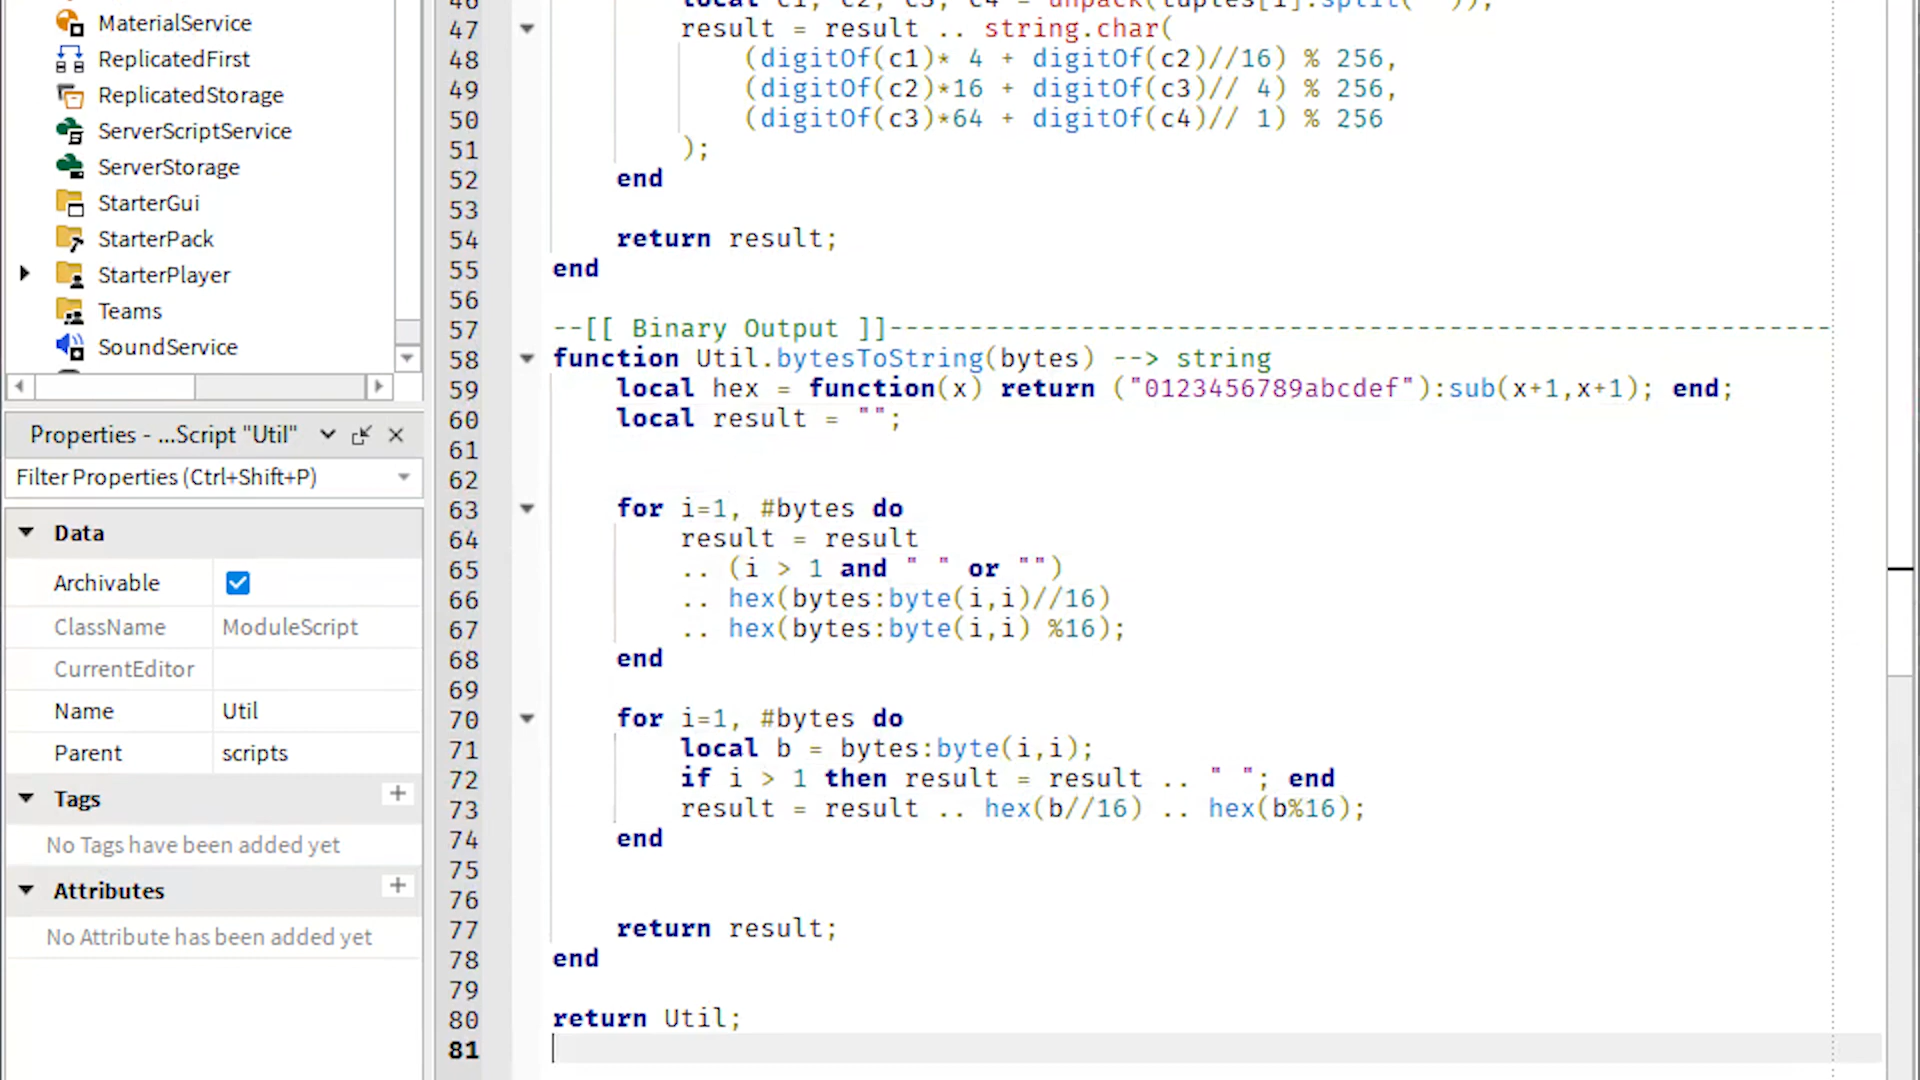 MaterialService
ReplicatedFirst
ReplicatedStorage
ServerScriptService
ServerStorage
StarterGui
StarterPack
StarterPlayer
Teams
SoundService
Properties - ...Script "Util"
Filter Properties (Ctrl+Shift+P)
Data
Archivable
ClassName ModuleScript
CurrentEditor
Name Util
Parent scripts
Tags +
No Tags have been added yet
Attributes +
No Attribute has been added yet
47 result = result .. string.char(
48 (digitOf(c1)* 4 + digitOf(c2)//16) % 256,
49 (digitOf(c2)*16 + digitOf(c3)// 4) % 256,
50 (digitOf(c3)*64 + digitOf(c4)// 1) % 256
51 );
52 end
53
54 return result;
55 end
56
57 --[[ Binary Output ]]-----------------------------------------------------------
58 function Util.bytesToString(bytes) --> string
59 local hex = function(x) return ("0123456789abcdef"):sub(x+1,x+1); end;
60 local result = "";
61
62
63 for i=1, #bytes do
64 result = result
65 .. (i > 1 and " " or "")
66 .. hex(bytes:byte(i,i)//16)
67 .. hex(bytes:byte(i,i) %16);
68 end
69
70 for i=1, #bytes do
71 local b = bytes:byte(i,i);
72 if i > 1 then result = result .. " "; end
73 result = result .. hex(b//16) .. hex(b%16);
74 end
75
76
77 return result;
78 end
79
80 return Util;
81